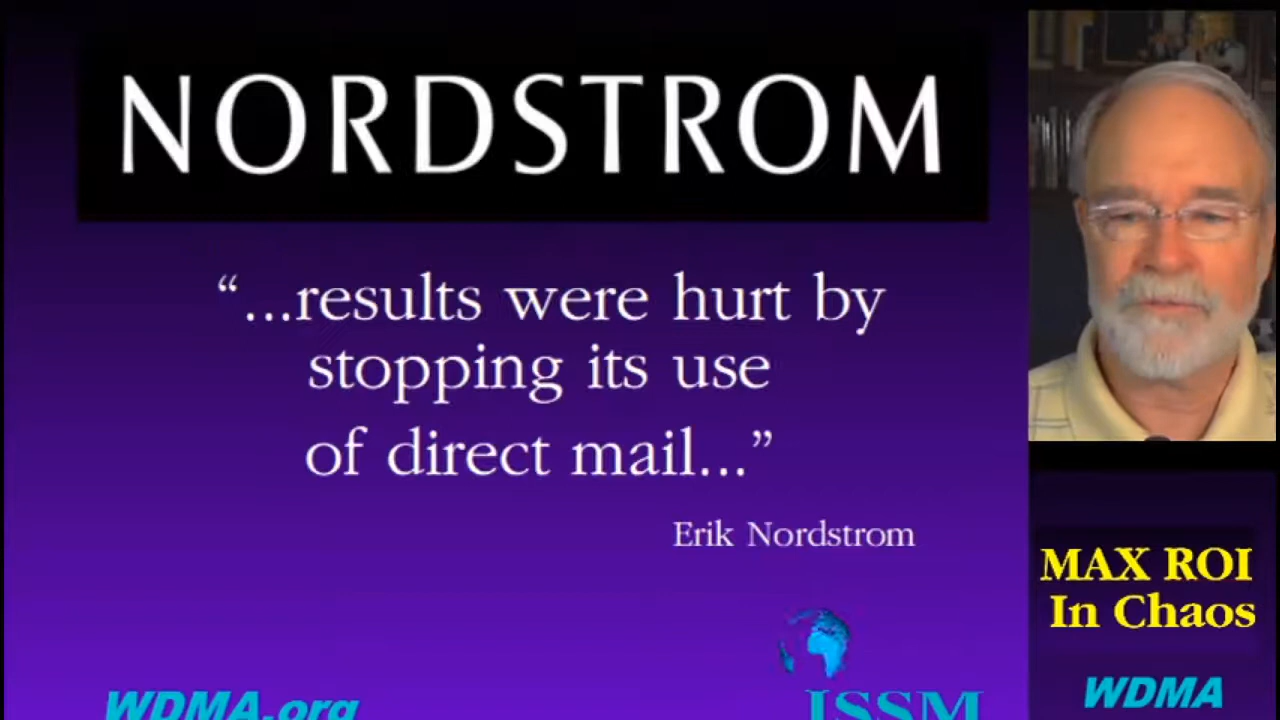 NORDSTROM
“...results were hurt by
stopping its use
of direct mail...”
Erik Nordstrom
WDMA.org
ISSM
MAX ROI
In Chaos
WDMA